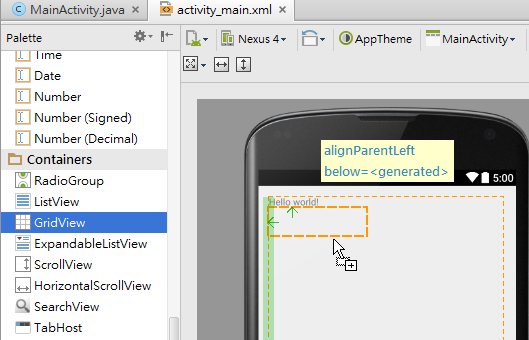 MainActivity.java
activity_main.xml
Palette
Nexus 4
AppTheme
MainActivity
Time
Date
Number
Number (Signed)
Number (Decimal)
Containers
RadioGroup
ListView
GridView
ExpandableListView
ScrollView
HorizontalScrollView
SearchView
TabHost
alignParentLeft
below=<generated>
5:00
Hello world!